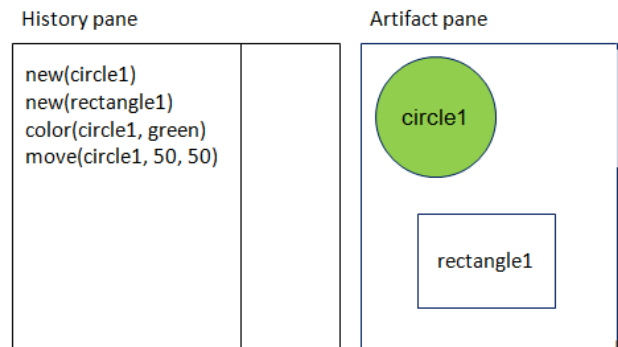 History pane
Artifact pane
new(circle1)
new(rectangle1)
color(circle1, green)
move(circle1, 50, 50)
circle1
rectangle1